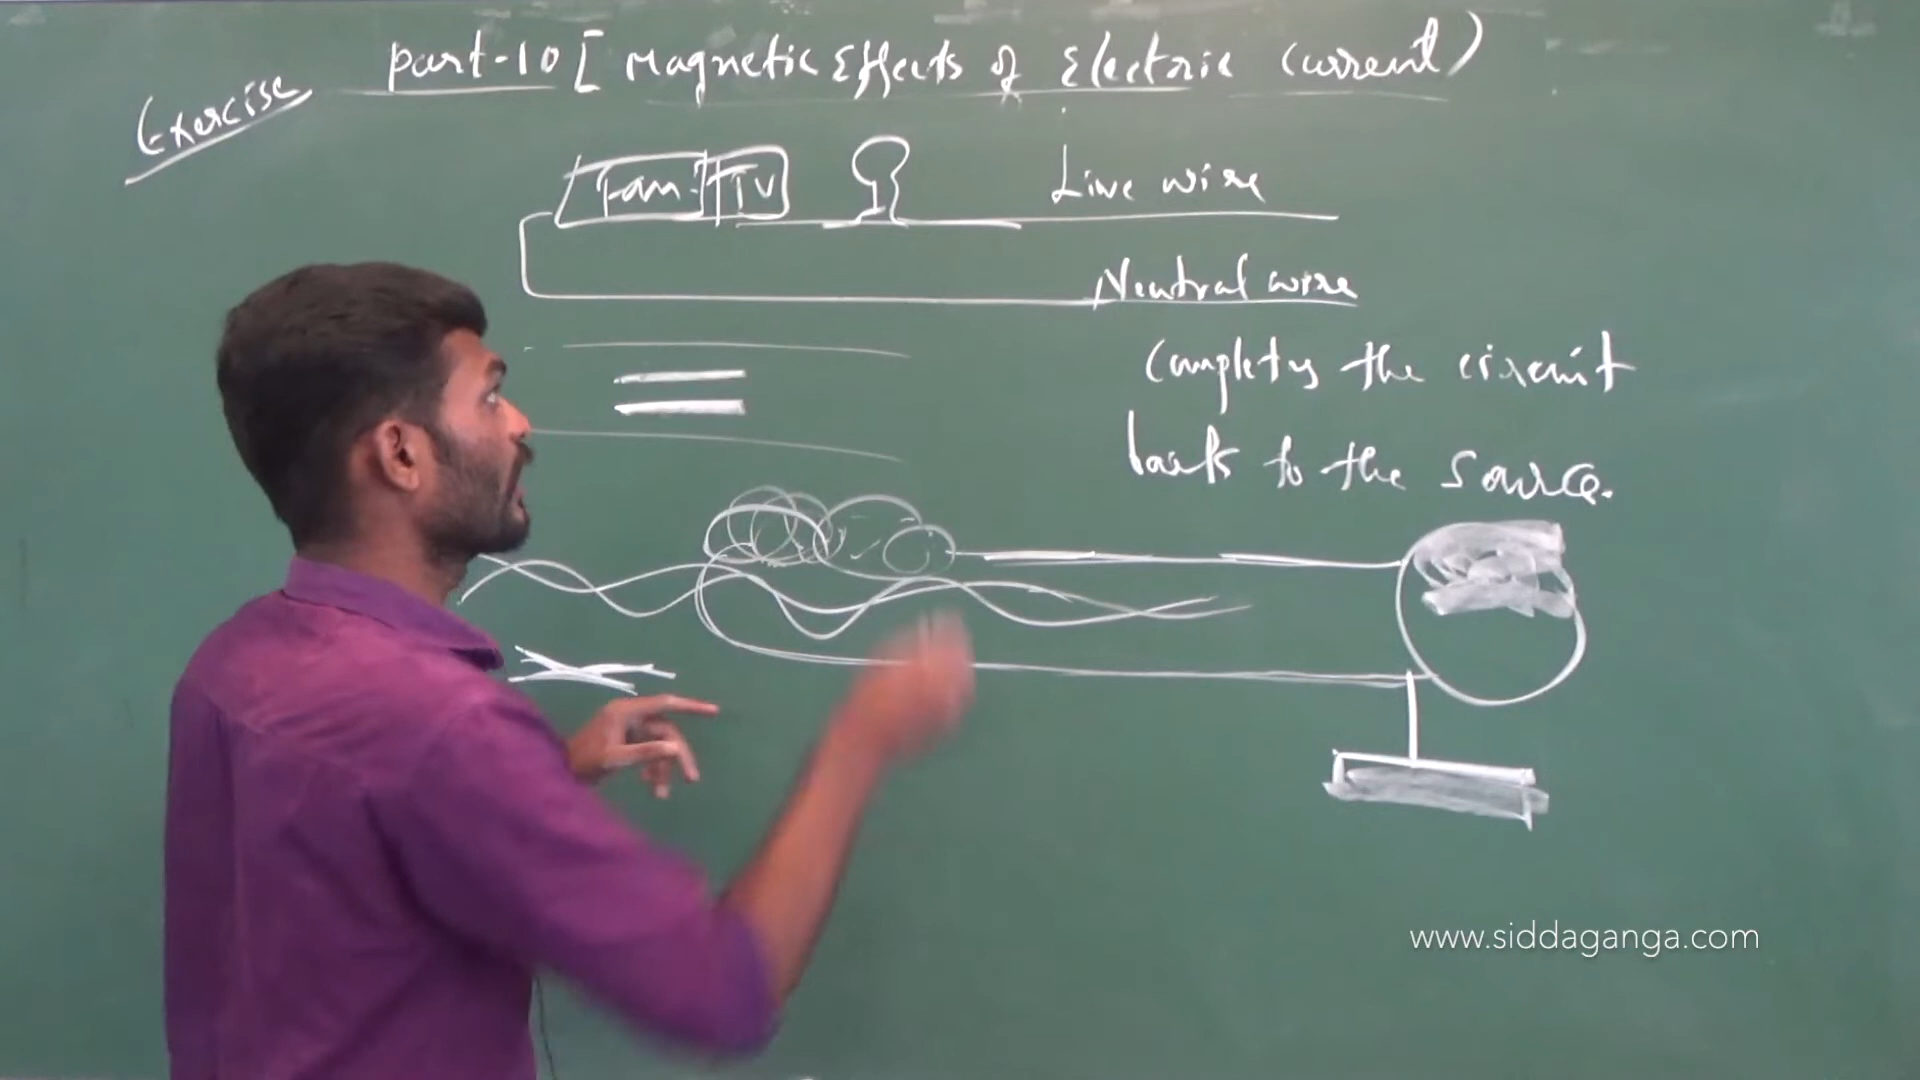 Exercise
part-10 [ Magnetic Effects of Electric current )
Fan TV
Live wire
Neutral wire
Completes the circuit
back to the source.
www.siddaganga.com